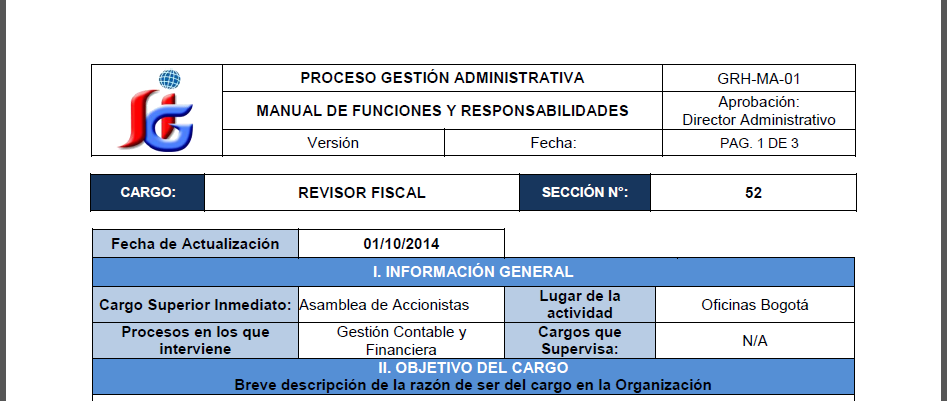 PROCESO GESTIÓN ADMINISTRATIVA
GRH-MA-01
MANUAL DE FUNCIONES Y RESPONSABILIDADES
Aprobación:
Director Administrativo
Versión
Fecha:
PAG. 1 DE 3
CARGO:
REVISOR FISCAL
SECCIÓN N°:
52
Fecha de Actualización
01/10/2014
I. INFORMACIÓN GENERAL
Cargo Superior Inmediato:
Asamblea de Accionistas
Lugar de la
actividad
Oficinas Bogotá
Procesos en los que
interviene
Gestión Contable y
Financiera
Cargos que
Supervisa:
N/A
II. OBJETIVO DEL CARGO
Breve descripción de la razón de ser del cargo en la Organización